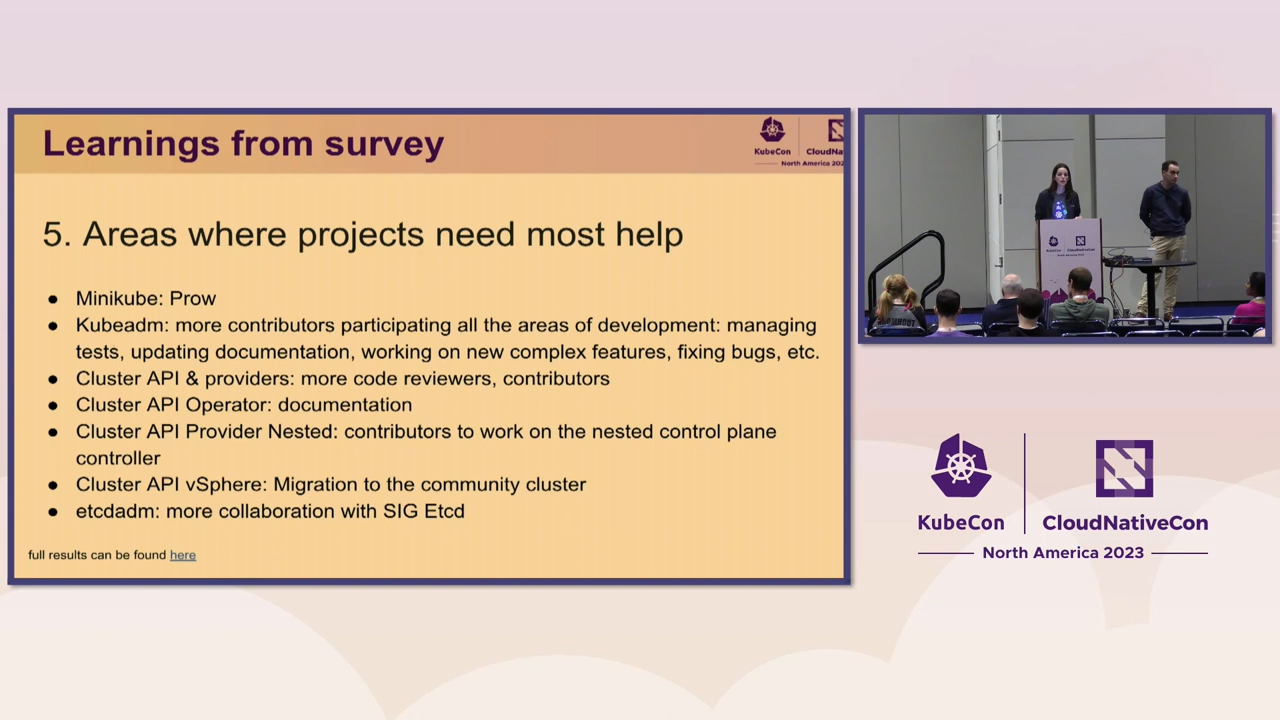 Learnings from survey
KubeCon
CloudNa
North America 202
5. Areas where projects need most help
● Minikube: Prow
● Kubeadm: more contributors participating all the areas of development: managing
tests, updating documentation, working on new complex features, fixing bugs, etc.
● Cluster API & providers: more code reviewers, contributors
● Cluster API Operator: documentation
● Cluster API Provider Nested: contributors to work on the nested control plane
controller
● Cluster API vSphere: Migration to the community cluster
● etcdadm: more collaboration with SIG Etcd
full results can be found here
KubeCon
CloudNativeCon
North America 2023